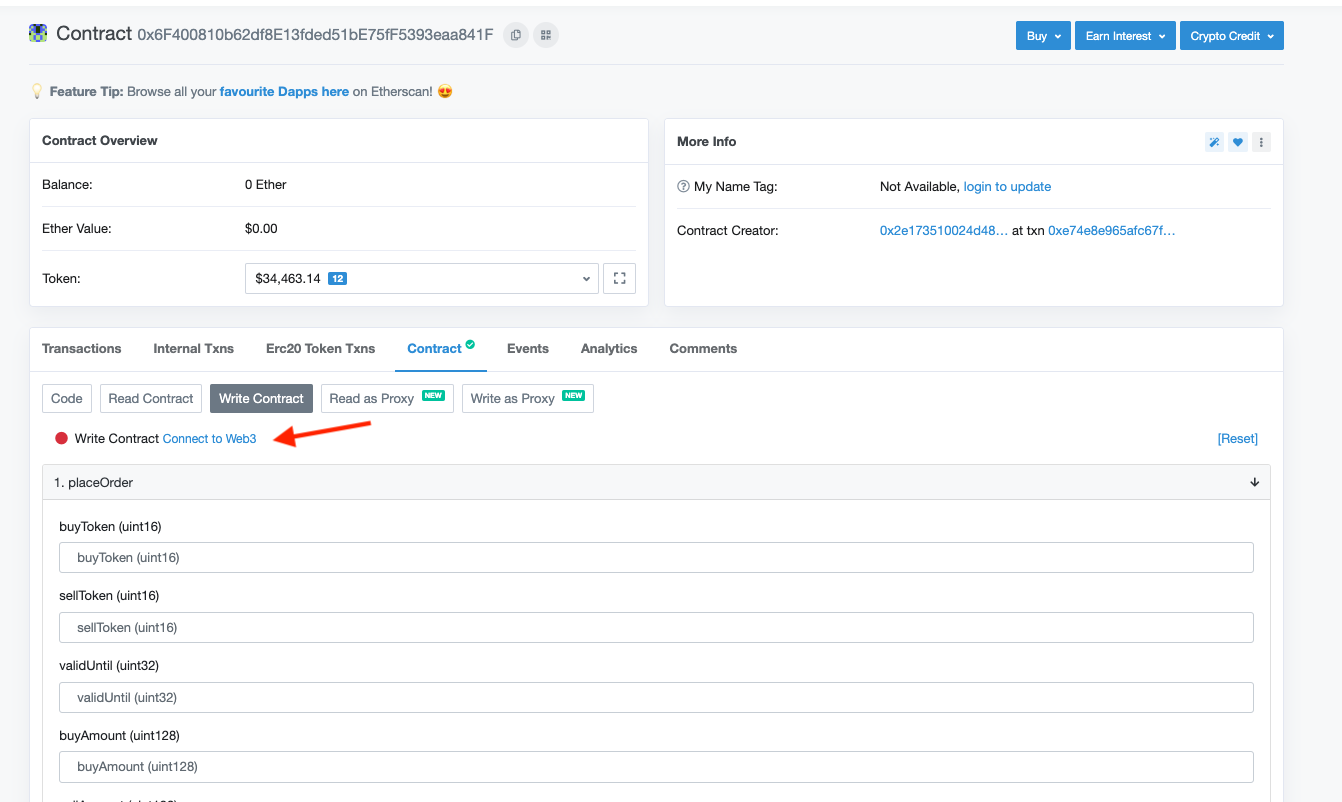 Contract 0x6F400810b62df8E13fded51bE75fF5393eaa841F
Buy Earn Interest Crypto Credit
Feature Tip: Browse all your favourite Dapps here on Etherscan!
Contract Overview
Balance: 0 Ether
Ether Value: $0.00
Token: $34,463.14 12
More Info
My Name Tag: Not Available, login to update
Contract Creator: 0x2e173510024d48... at txn 0xe74e8e965afc67f...
Transactions Internal Txns Erc20 Token Txns Contract Events Analytics Comments
Code Read Contract Write Contract Read as Proxy NEW Write as Proxy NEW
Write Contract Connect to Web3 [Reset]
1. placeOrder
buyToken (uint16)
buyToken (uint16)
sellToken (uint16)
sellToken (uint16)
validUntil (uint32)
validUntil (uint32)
buyAmount (uint128)
buyAmount (uint128)